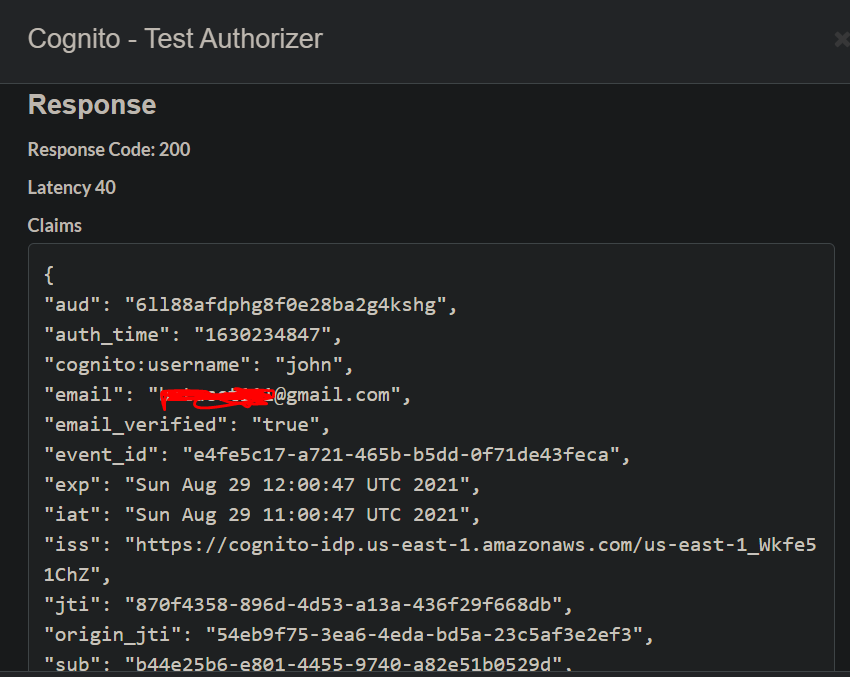 Cognito - Test Authorizer
Response
Response Code: 200
Latency 40
Claims
{
"aud": "6ll88afdphg8f0e28ba2g4kshg",
"auth_time": "1630234847",
"cognito:username": "john",
"email": "@gmail.com",
"email_verified": "true",
"event_id": "e4fe5c17-a721-465b-b5dd-0f71de43feca",
"exp": "Sun Aug 29 12:00:47 UTC 2021",
"iat": "Sun Aug 29 11:00:47 UTC 2021",
"iss": "https://cognito-idp.us-east-1.amazonaws.com/us-east-1_Wkfe5
1ChZ",
"jti": "870f4358-896d-4d53-a13a-436f29f668db",
"origin_jti": "54eb9f75-3ea6-4eda-bd5a-23c5af3e2ef3",
"sub": "b44e25b6-e801-4455-9740-a82e51b0529d",